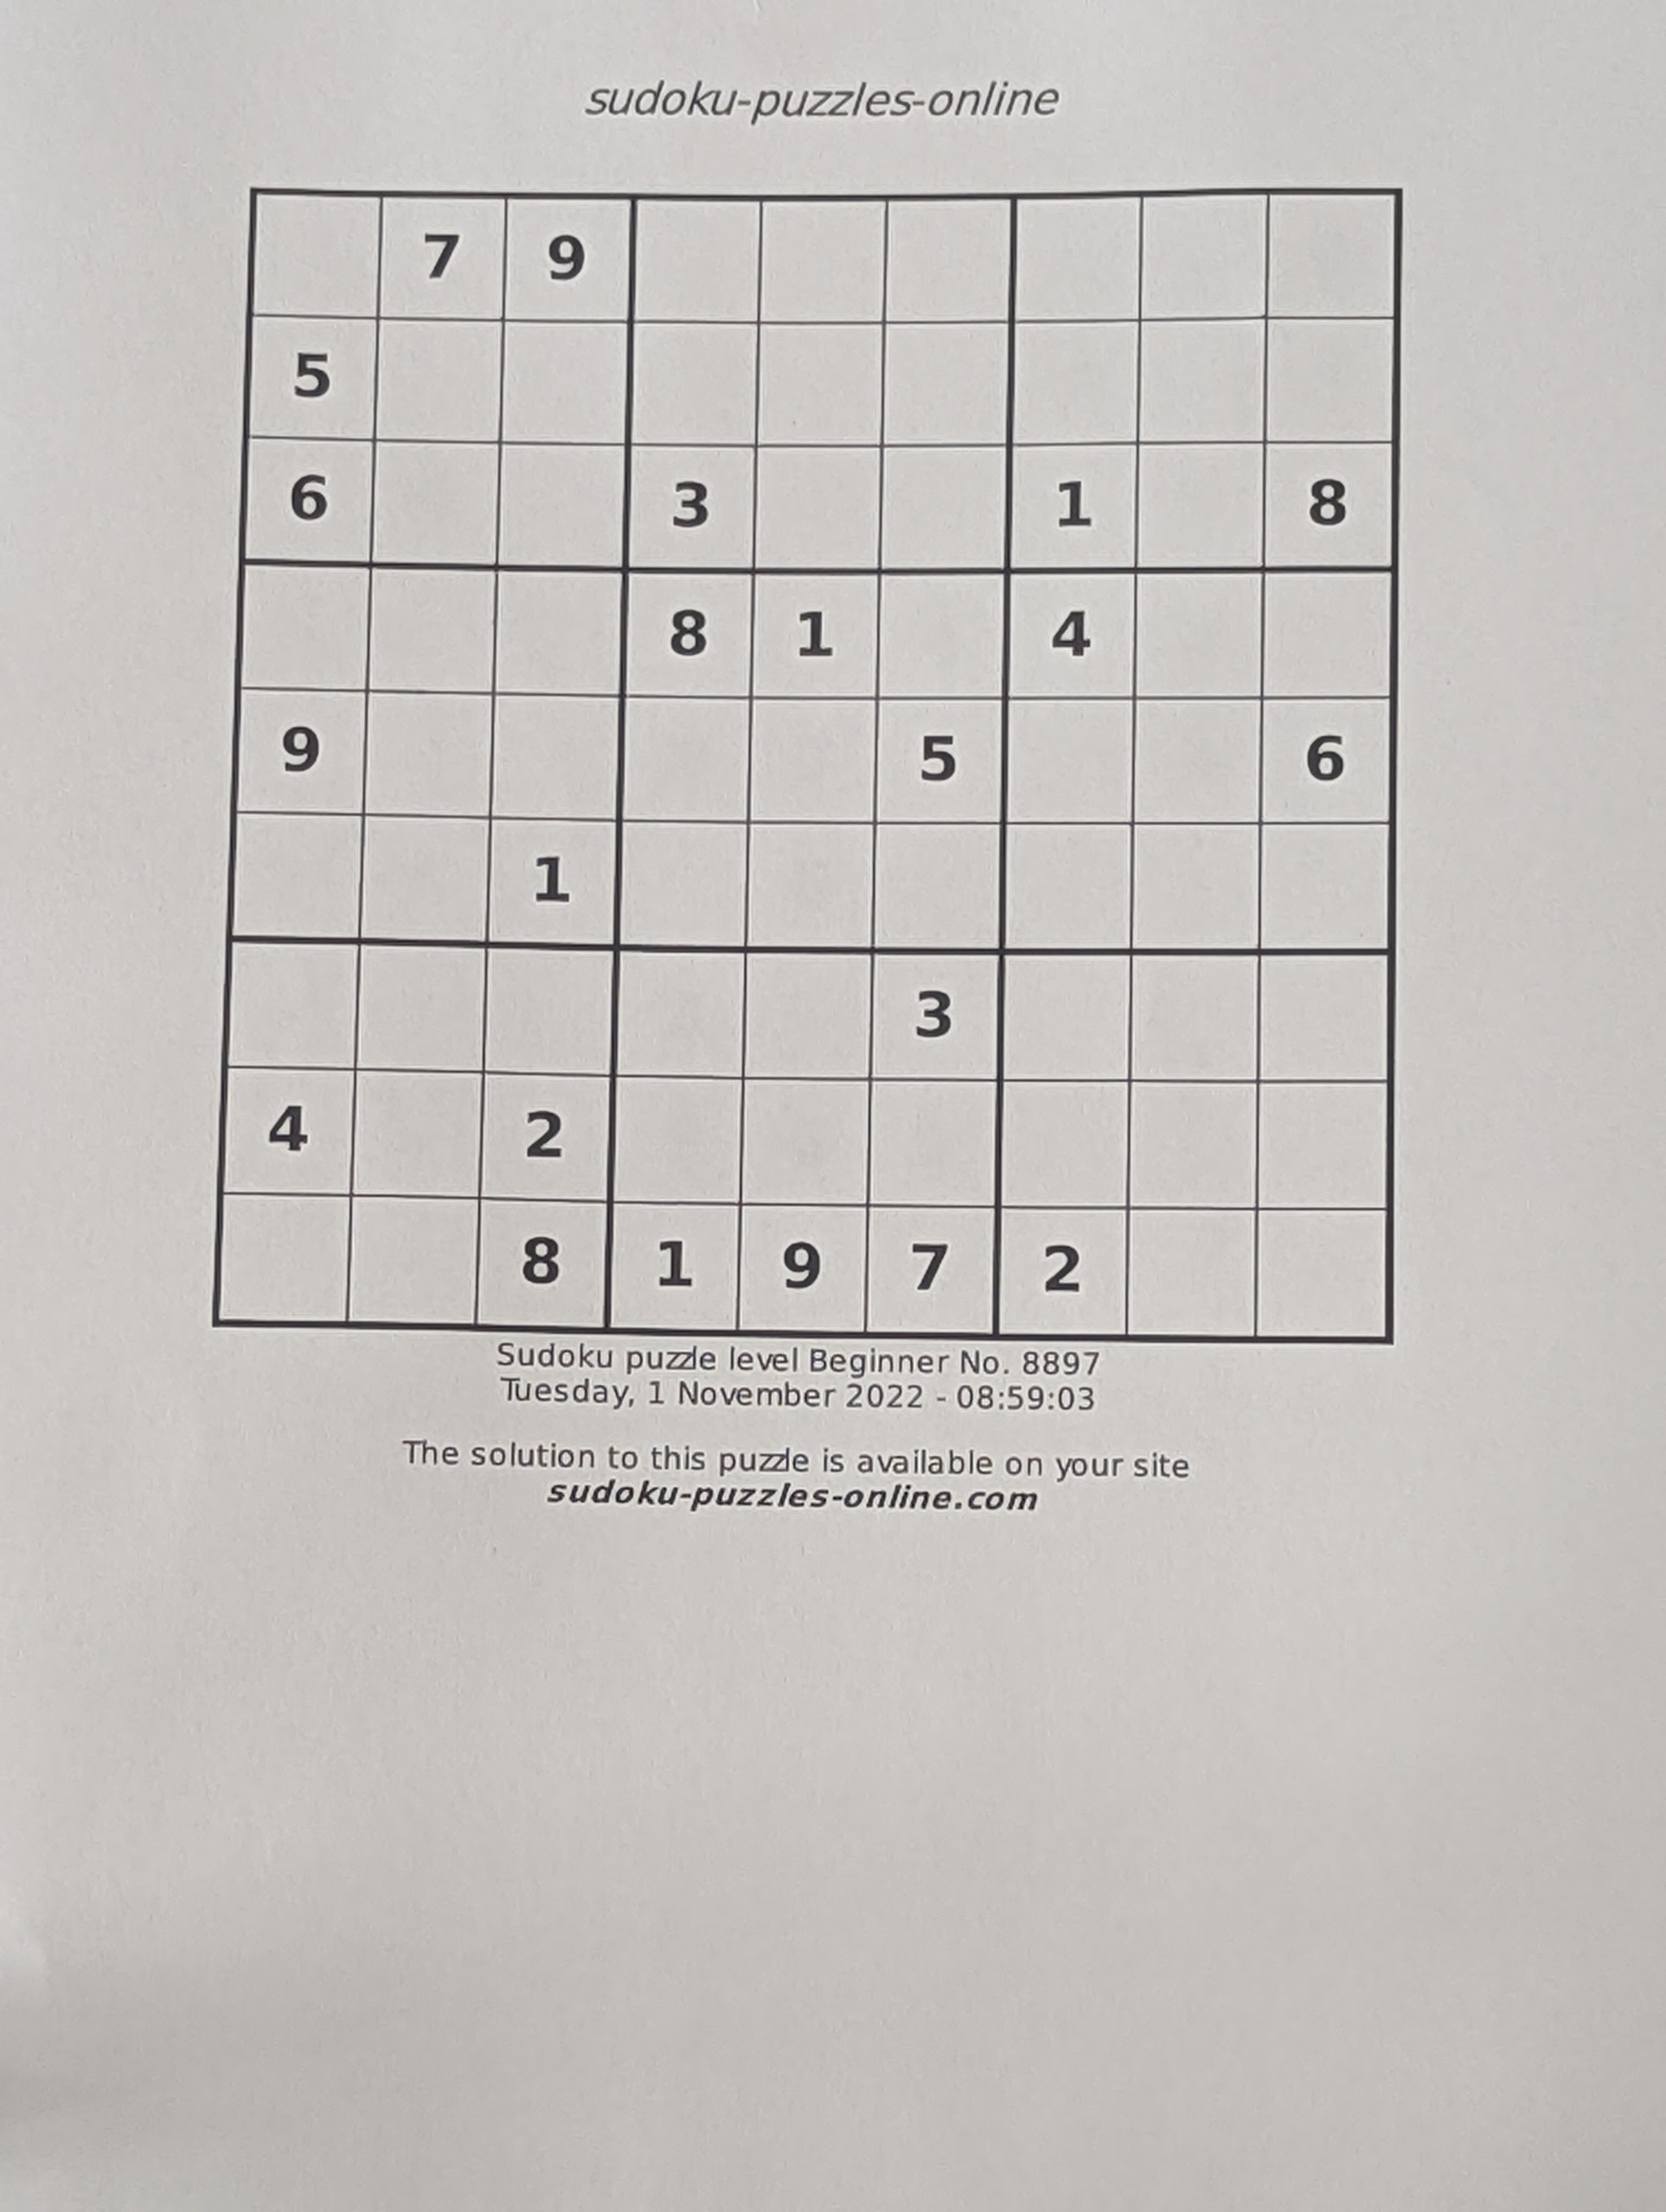 sudoku-puzzles-online
7 9
5
6 3 1 8
8 1 4
9 5 6
1
3
4 2
8 1 9 7 2
Sudoku puzzle level Beginner No. 8897
Tuesday, 1 November 2022 - 08:59:03
The solution to this puzzle is available on your site
sudoku-puzzles-online.com